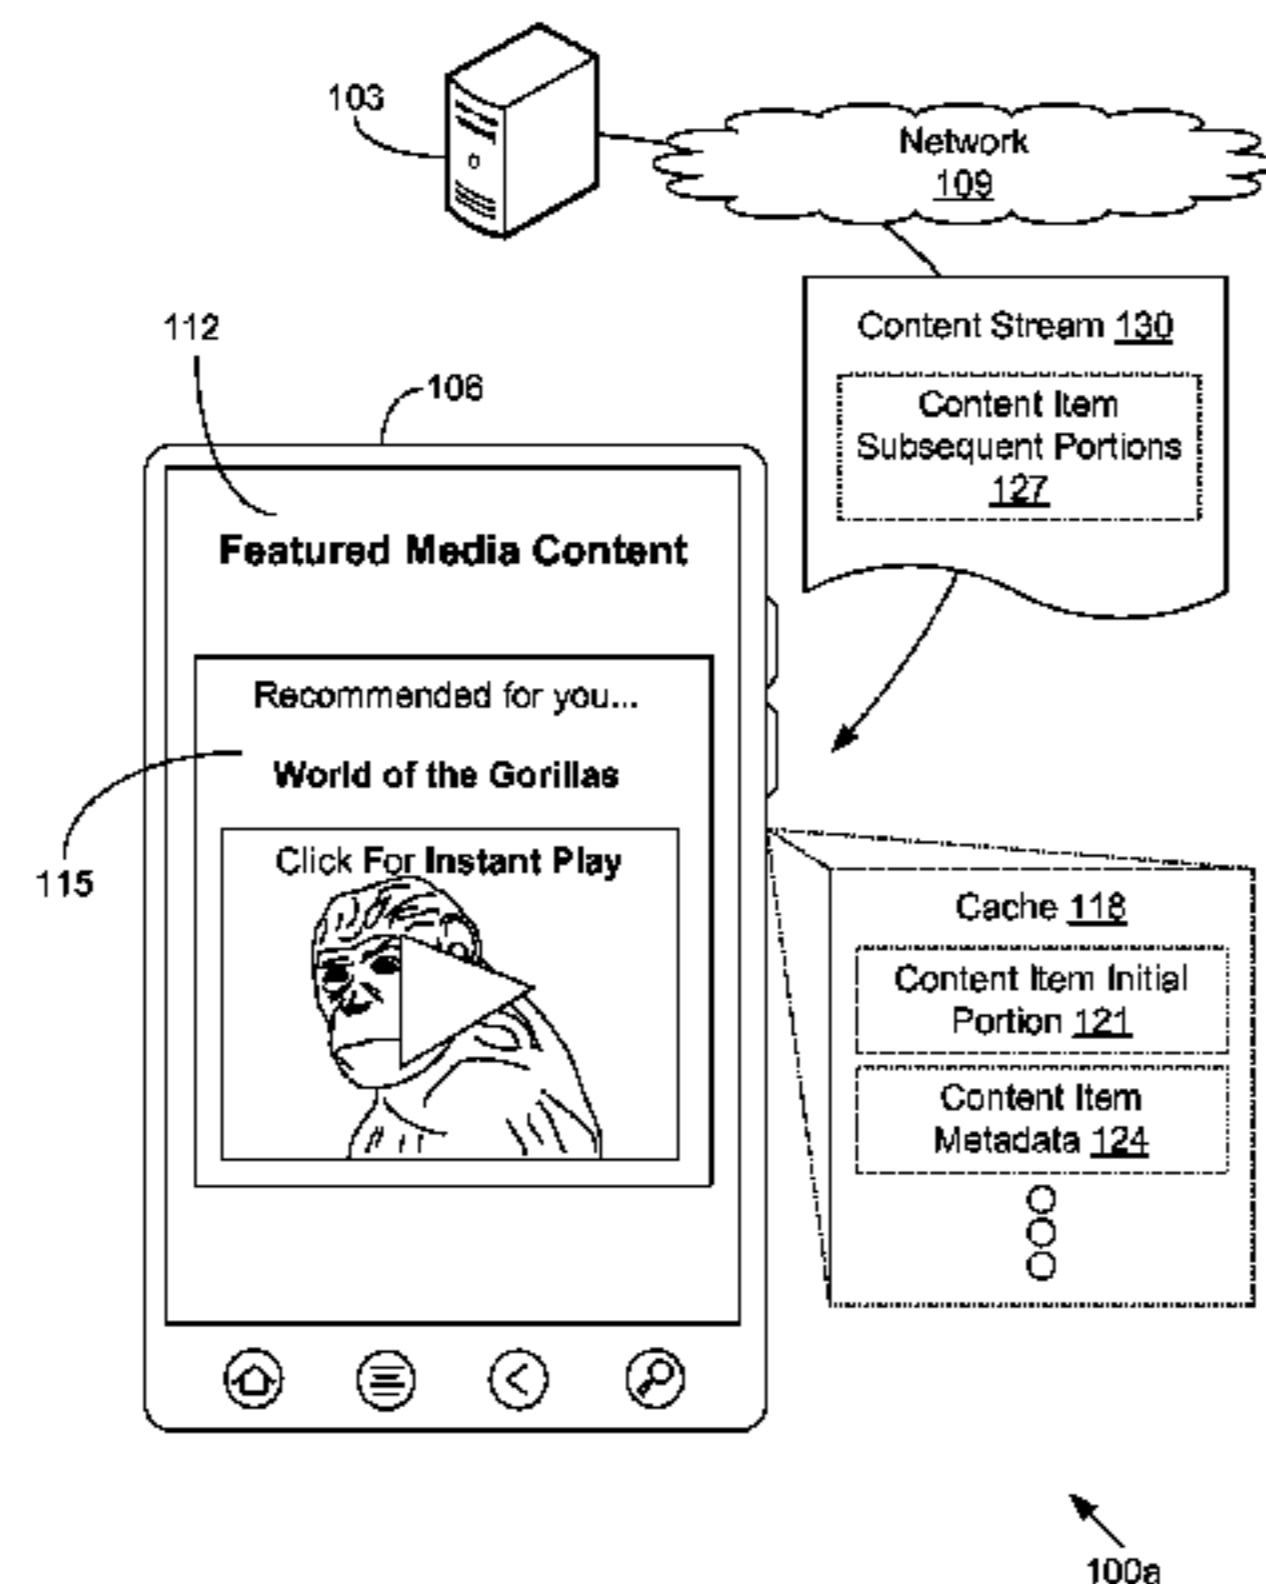 103
Network
109
112
Content Stream 130
106
Content Item
Subsequent Portions
127
Featured Media Content
Recommended for you...
World of the Gorillas
115
Click For Instant Play
Cache 118
Content Item Initial
Portion 121
Content Item
Metadata 124
100a